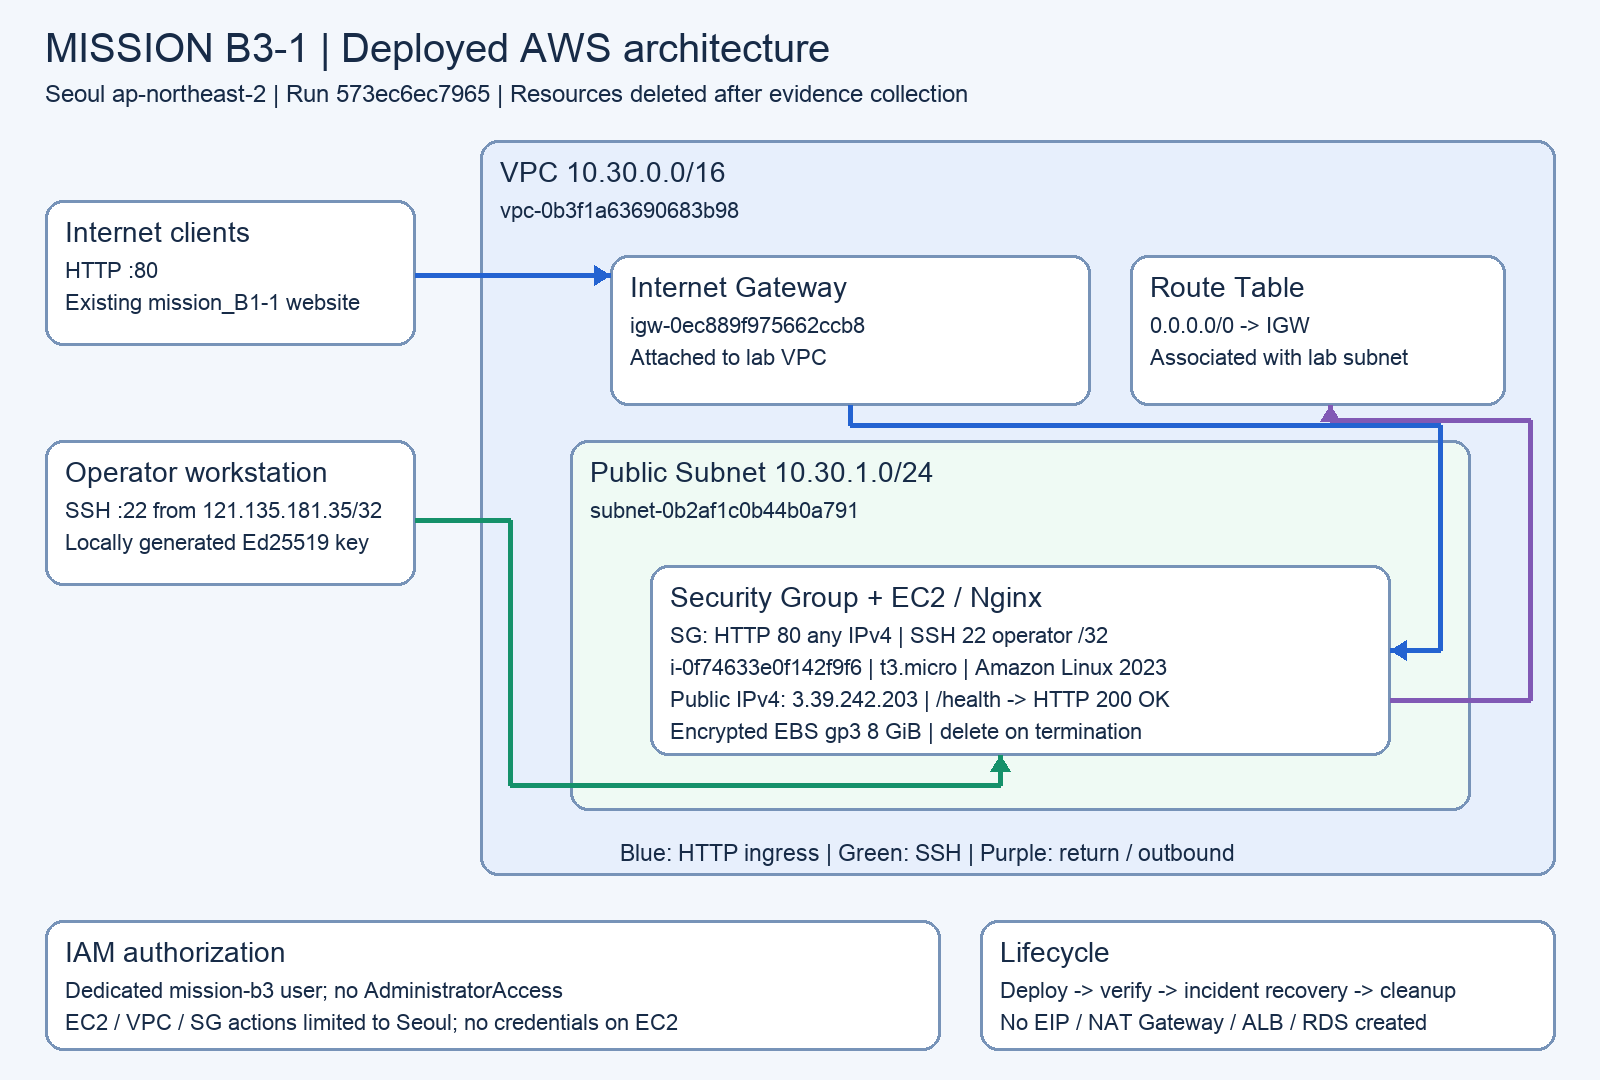 MISSION B3-1 | Deployed AWS architecture
Seoul ap-northeast-2 | Run 573ec6ec7965 | Resources deleted after evidence collection
VPC 10.30.0.0/16
vpc-0b3f1a63690683b98
Internet clients
HTTP :80
Existing mission_B1-1 website
Internet Gateway
igw-0ec889f975662ccb8
Attached to lab VPC
Route Table
0.0.0.0/0 -> IGW
Associated with lab subnet
Operator workstation
SSH :22 from 121.135.181.35/32
Locally generated Ed25519 key
Public Subnet 10.30.1.0/24
subnet-0b2af1c0b44b0a791
Security Group + EC2 / Nginx
SG: HTTP 80 any IPv4 | SSH 22 operator /32
i-0f74633e0f142f9f6 | t3.micro | Amazon Linux 2023
Public IPv4: 3.39.242.203 | /health -> HTTP 200 OK
Encrypted EBS gp3 8 GiB | delete on termination
Blue: HTTP ingress | Green: SSH | Purple: return / outbound
IAM authorization
Dedicated mission-b3 user; no AdministratorAccess
EC2 / VPC / SG actions limited to Seoul; no credentials on EC2
Lifecycle
Deploy -> verify -> incident recovery -> cleanup
No EIP / NAT Gateway / ALB / RDS created